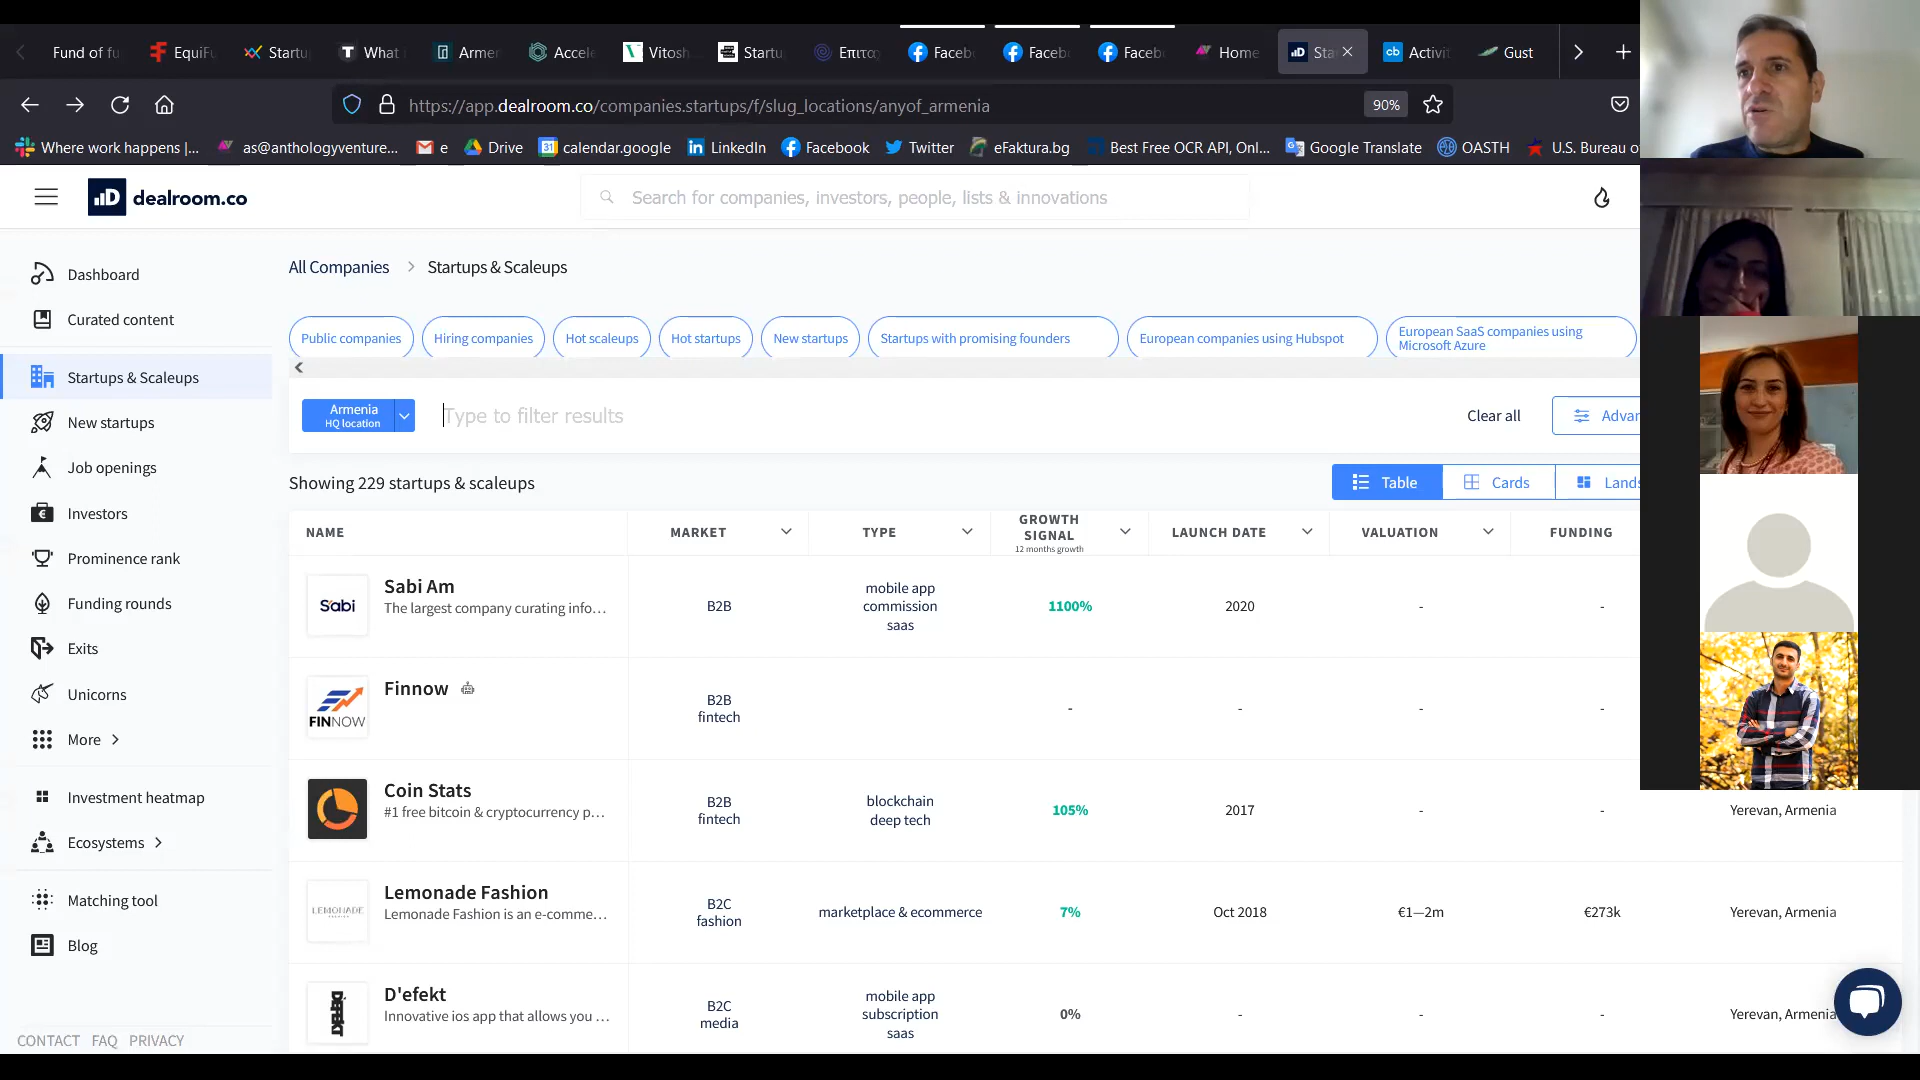 Fund of fu
EquiFu
Startu
What i
Armer
Accele
Vitosh
Startu
Επιτα
Facebo
Facebo
Facebo
Home
Sta
Activit
Gust
https://app.dealroom.co/companies.startups/f/slug_locations/anyof_armenia
90%
Where work happens |...
as@anthologyventure...
e
Drive
calendar.google
LinkedIn
Facebook
Twitter
eFaktura.bg
Best Free OCR API, Onl...
Google Translate
OASTH
U.S. Bureau o
dealroom.co
Search for companies, investors, people, lists & innovations
Dashboard
Curated content
Startups & Scaleups
New startups
Job openings
Investors
Prominence rank
Funding rounds
Exits
Unicorns
More
Investment heatmap
Ecosystems
Matching tool
Blog
CONTACT FAQ PRIVACY
All Companies > Startups & Scaleups
Public companies
Hiring companies
Hot scaleups
Hot startups
New startups
Startups with promising founders
European companies using Hubspot
European SaaS companies using
Microsoft Azure
Armenia
HQ location
Type to filter results
Clear all
Advan
Showing 229 startups & scaleups
Table
Cards
Lands
NAME
MARKET
TYPE
GROWTH
SIGNAL
12 months growth
LAUNCH DATE
VALUATION
FUNDING
Sabi
Sabi Am
The largest company curating info...
B2B
mobile app
commission
saas
1100%
2020
-
-
FINNOW
Finnow
B2B
fintech
-
-
-
-
Coin Stats
#1 free bitcoin & cryptocurrency p...
B2B
fintech
blockchain
deep tech
105%
2017
-
-
Yerevan, Armenia
LEMONADE
FASHION
Lemonade Fashion
Lemonade Fashion is an e-comme...
B2C
fashion
marketplace & ecommerce
7%
Oct 2018
€1—2m
€273k
Yerevan, Armenia
DEFEKT
D'efekt
Innovative ios app that allows you ...
B2C
media
mobile app
subscription
saas
0%
-
-
-
Yerevan, Armenia